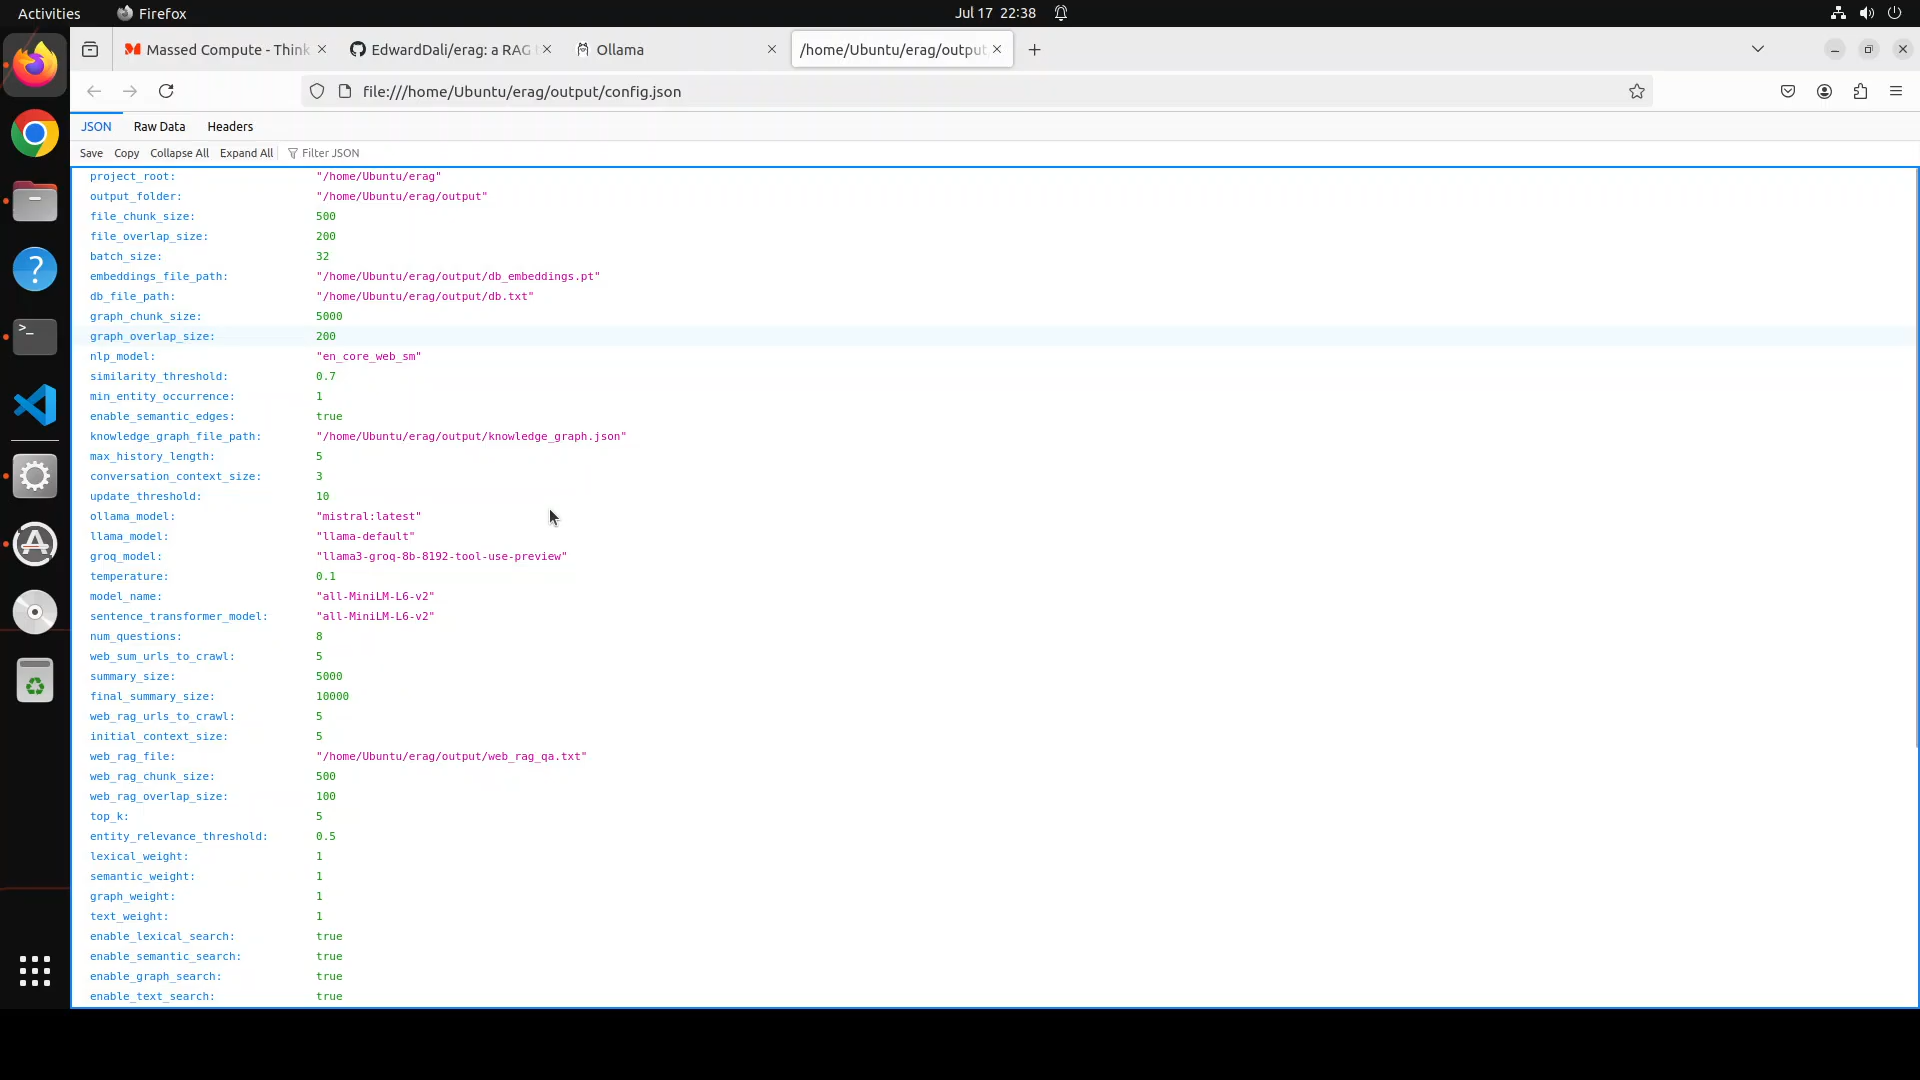 Activities Firefox Jul 17 22:38
Massed Compute - Think EdwardDali/erag: a RAG Ollama /home/Ubuntu/erag/output
file:///home/Ubuntu/erag/output/config.json
JSON Raw Data Headers
Save Copy Collapse All Expand All Filter JSON
project_root: "/home/Ubuntu/erag"
output_folder: "/home/Ubuntu/erag/output"
file_chunk_size: 500
file_overlap_size: 200
batch_size: 32
embeddings_file_path: "/home/Ubuntu/erag/output/db_embeddings.pt"
db_file_path: "/home/Ubuntu/erag/output/db.txt"
graph_chunk_size: 5000
graph_overlap_size: 200
nlp_model: "en_core_web_sm"
similarity_threshold: 0.7
min_entity_occurrence: 1
enable_semantic_edges: true
knowledge_graph_file_path: "/home/Ubuntu/erag/output/knowledge_graph.json"
max_history_length: 5
conversation_context_size: 3
update_threshold: 10
ollama_model: "mistral:latest"
llama_model: "llama-default"
groq_model: "llama3-groq-8b-8192-tool-use-preview"
temperature: 0.1
model_name: "all-MiniLM-L6-v2"
sentence_transformer_model: "all-MiniLM-L6-v2"
num_questions: 8
web_sum_urls_to_crawl: 5
summary_size: 5000
final_summary_size: 10000
web_rag_urls_to_crawl: 5
initial_context_size: 5
web_rag_file: "/home/Ubuntu/erag/output/web_rag_qa.txt"
web_rag_chunk_size: 500
web_rag_overlap_size: 100
top_k: 5
entity_relevance_threshold: 0.5
lexical_weight: 1
semantic_weight: 1
graph_weight: 1
text_weight: 1
enable_lexical_search: true
enable_semantic_search: true
enable_graph_search: true
enable_text_search: true